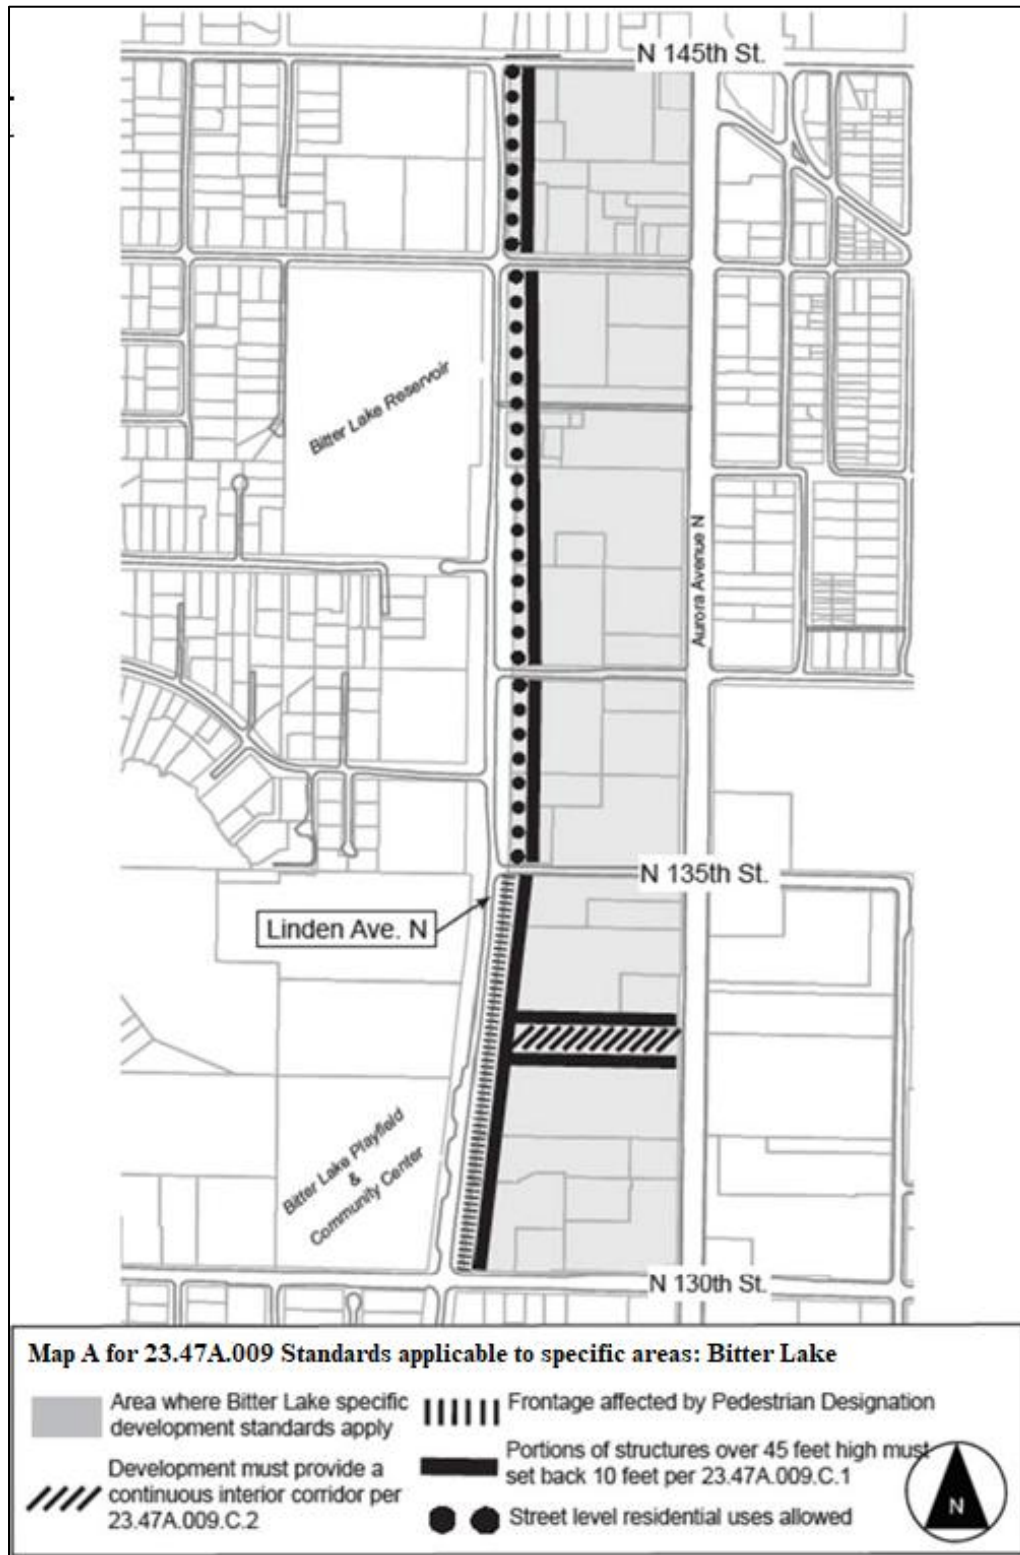 N 145th St.
Bitter Lake Reservoir
Aurora Avenue N
N 135th St.
Linden Ave. N
Bitter Lake Playfield
&
Community Center
N 130th St.
Map A for 23.47A.009 Standards applicable to specific areas: Bitter Lake
Area where Bitter Lake specific
development standards apply
Development must provide a
continuous interior corridor per
23.47A.009.C.2
Frontage affected by Pedestrian Designation
Portions of structures over 45 feet high must
set back 10 feet per 23.47A.009.C.1
Street level residential uses allowed
N